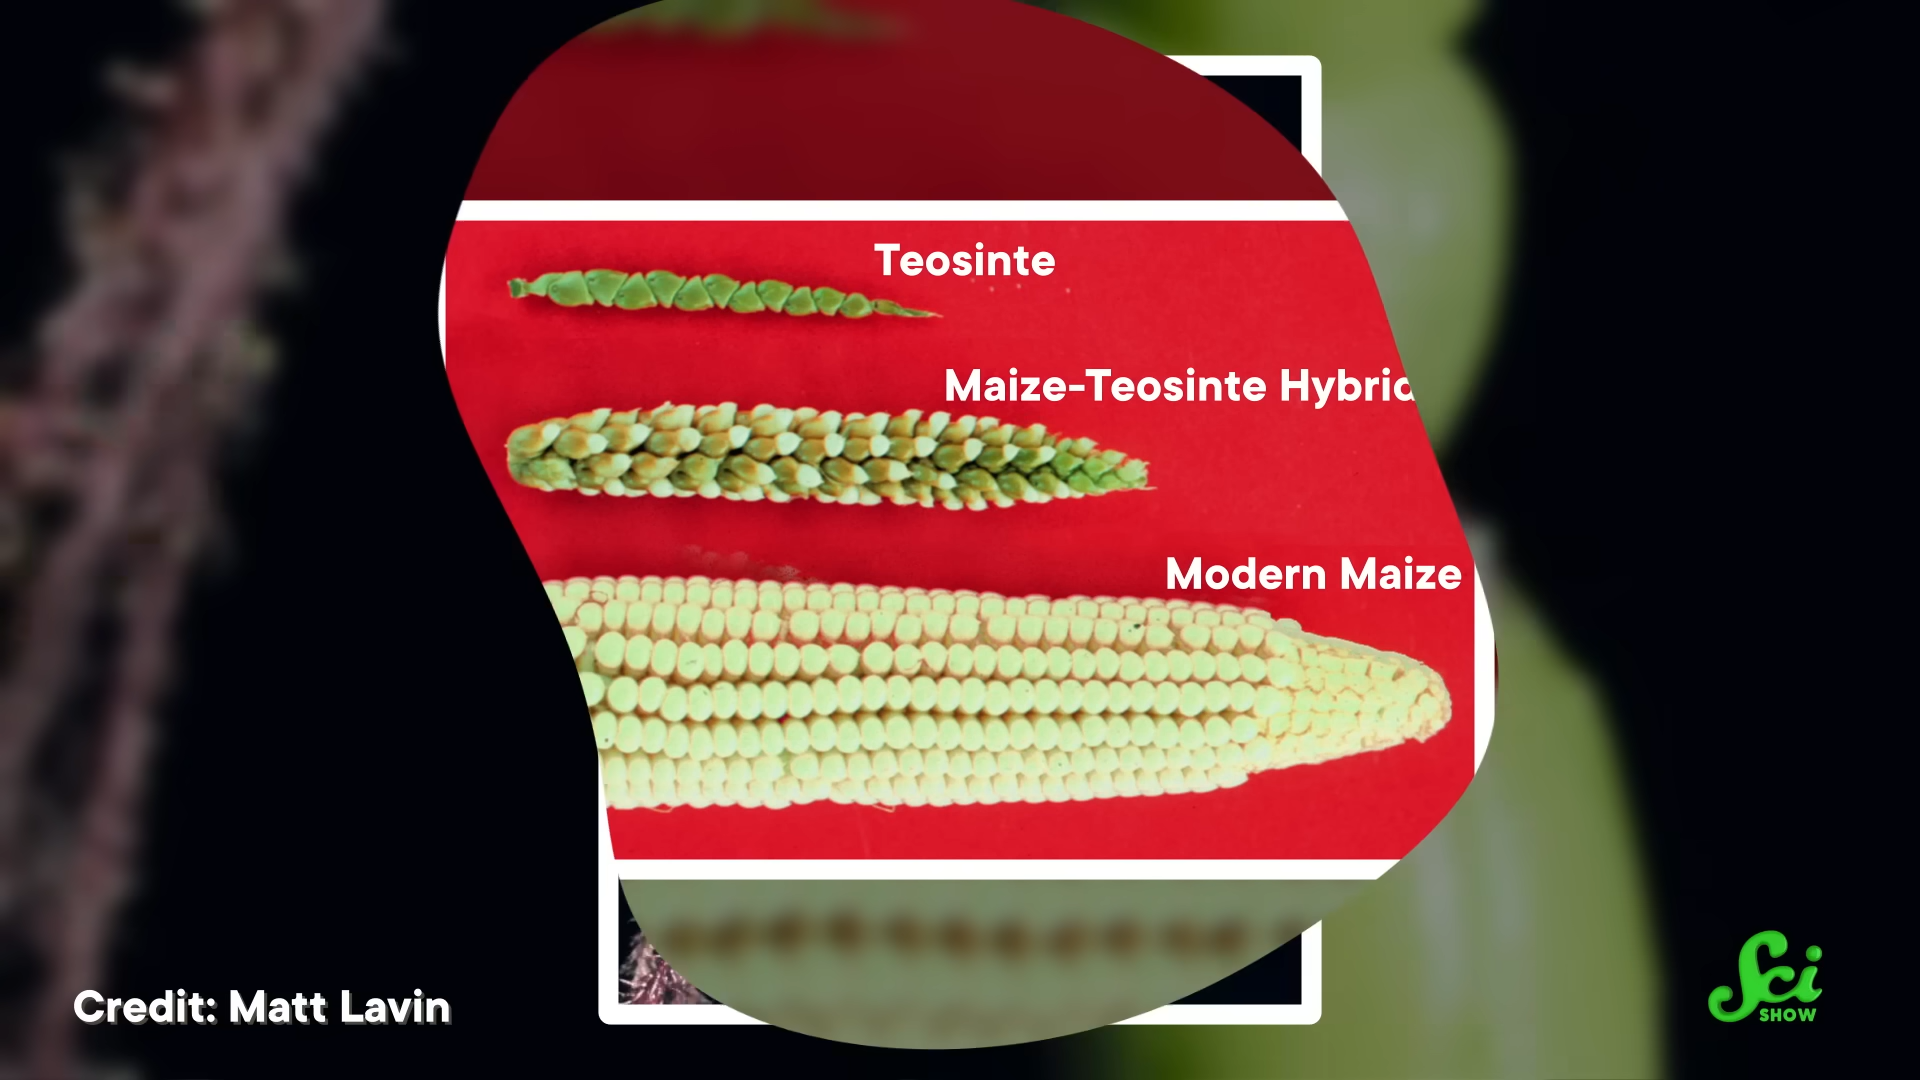 Teosinte
Maize-Teosinte Hybrid
Modern Maize
Credit: Matt Lavin
Sci
SHOW